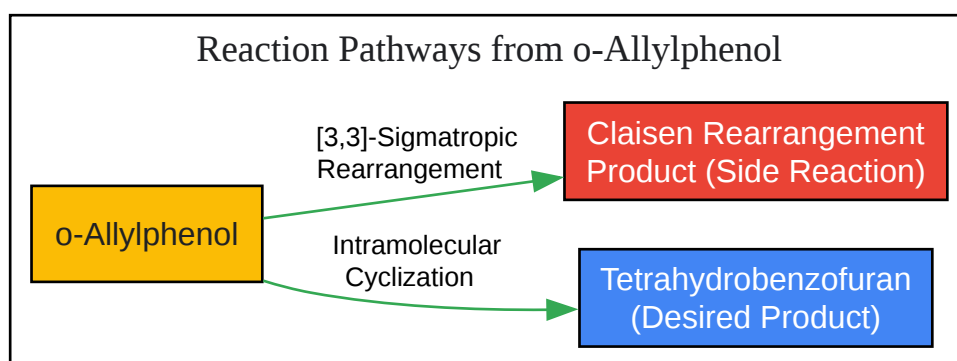 Reaction Pathways from o-Allylphenol
[3,3]-Sigmatropic
Rearrangement
Claisen Rearrangement
Product (Side Reaction)
o-Allylphenol
Intramolecular
Cyclization
Tetrahydrobenzofuran
(Desired Product)